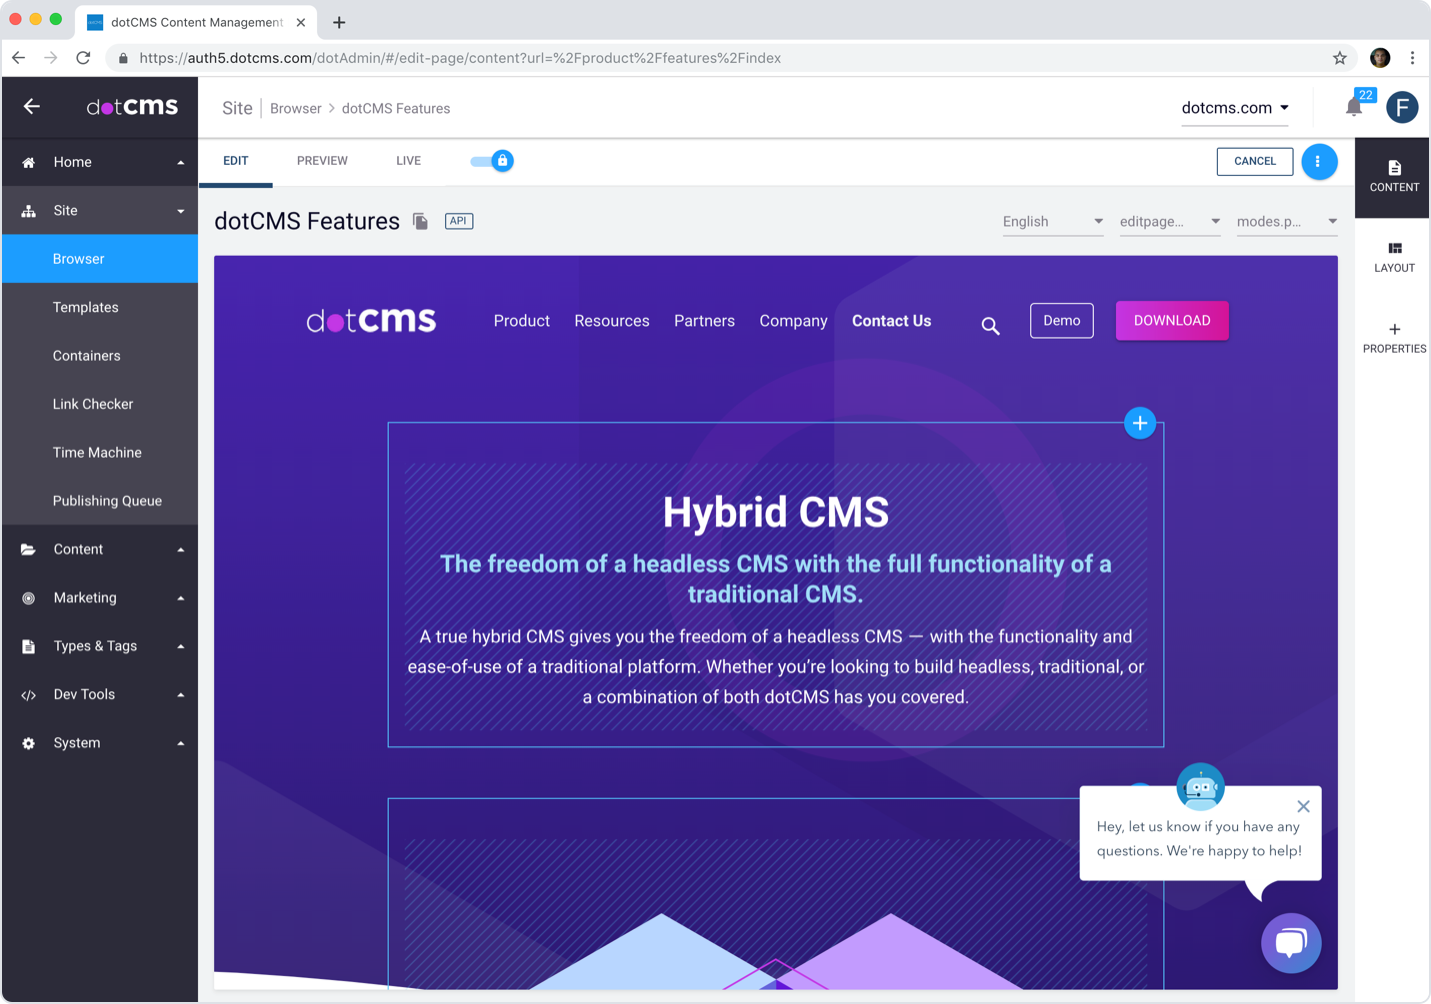 dotCMS Content Management
https://auth5.dotcms.com/dotAdmin/#/edit-page/content?url=%2Fproduct%2Ffeatures%2Findex
dotCMS
Site
Browser
dotCMS Features
dotcms.com
22
F
Home
Site
Browser
Templates
Containers
Link Checker
Time Machine
Publishing Queue
Content
Marketing
Types & Tags
Dev Tools
System
EDIT
PREVIEW
LIVE
CANCEL
CONTENT
LAYOUT
PROPERTIES
dotCMS Features
API
English
editpage...
modes.p...
dotCMS
Product
Resources
Partners
Company
Contact Us
Demo
DOWNLOAD
Hybrid CMS
The freedom of a headless CMS with the full functionality of a
traditional CMS.
A true hybrid CMS gives you the freedom of a headless CMS — with the functionality and
ease-of-use of a traditional platform. Whether you’re looking to build headless, traditional, or
a combination of both dotCMS has you covered.
Hey, let us know if you have any
questions. We're happy to help!